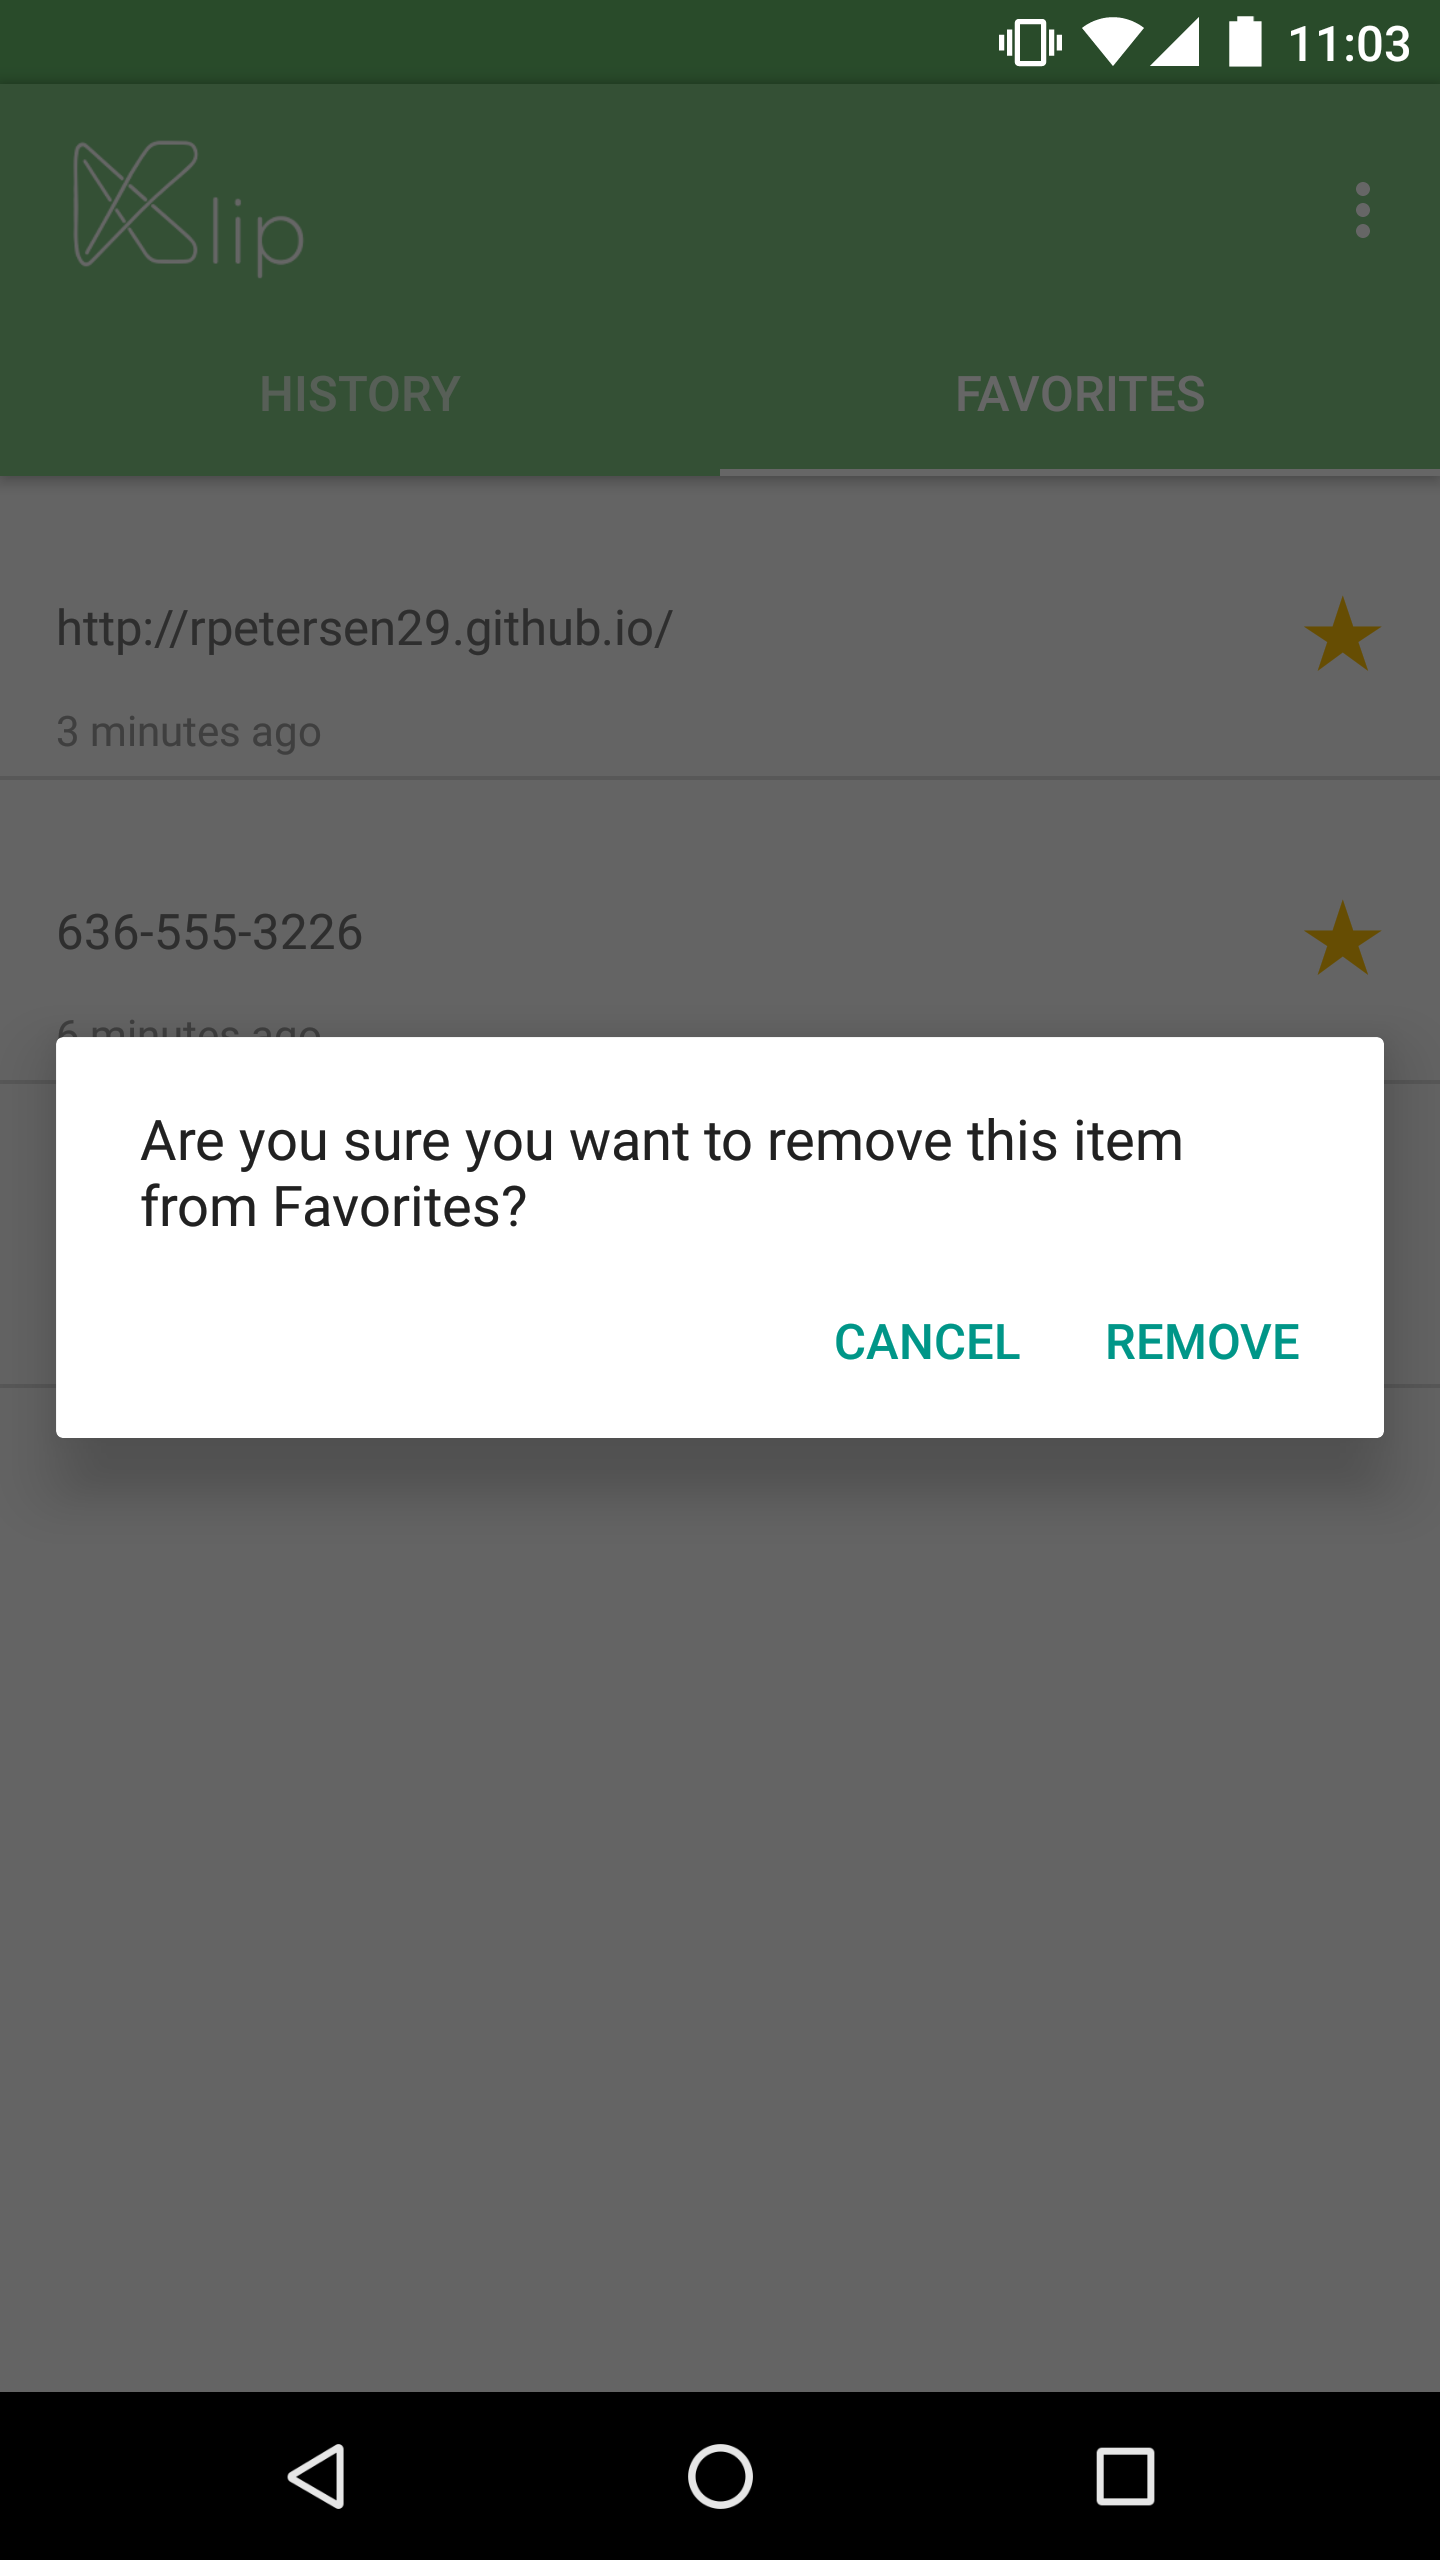 11:03
Klip
HISTORY
FAVORITES
http://rpetersen29.github.io/
3 minutes ago
636-555-3226
6 minutes ago
Are you sure you want to remove this item
from Favorites?
CANCEL
REMOVE